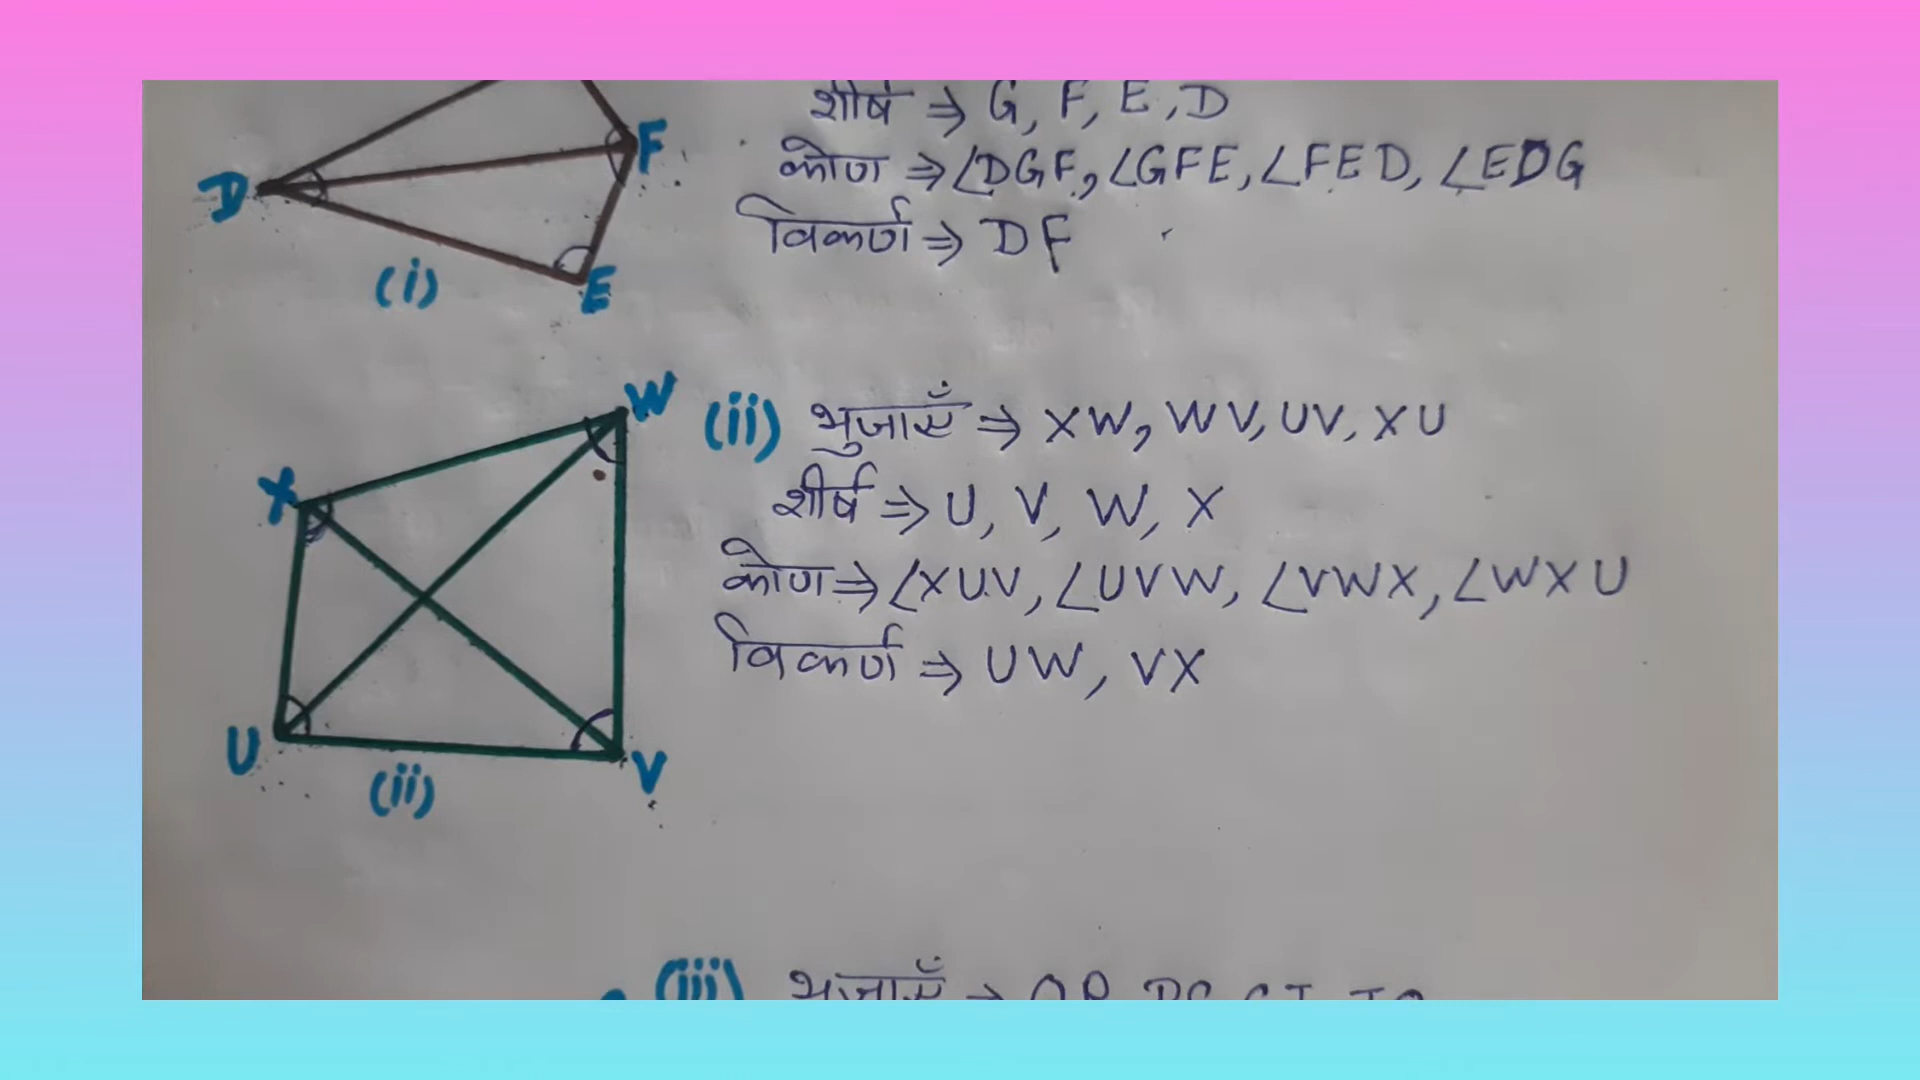 शीर्ष ⇒ G, F, E, D
कोण ⇒ ∠DGF, ∠GFE, ∠FED, ∠EDG
विकर्ण ⇒ DF
D
F
E
(i)
W
X
U
V
(ii)
(ii) भुजाएँ ⇒ XW, WV, UV, XU
शीर्ष ⇒ U, V, W, X
कोण ⇒ ∠XUV, ∠UVW, ∠VWX, ∠WXU
विकर्ण ⇒ UW, VX
(iii) भुजाएँ ⇒